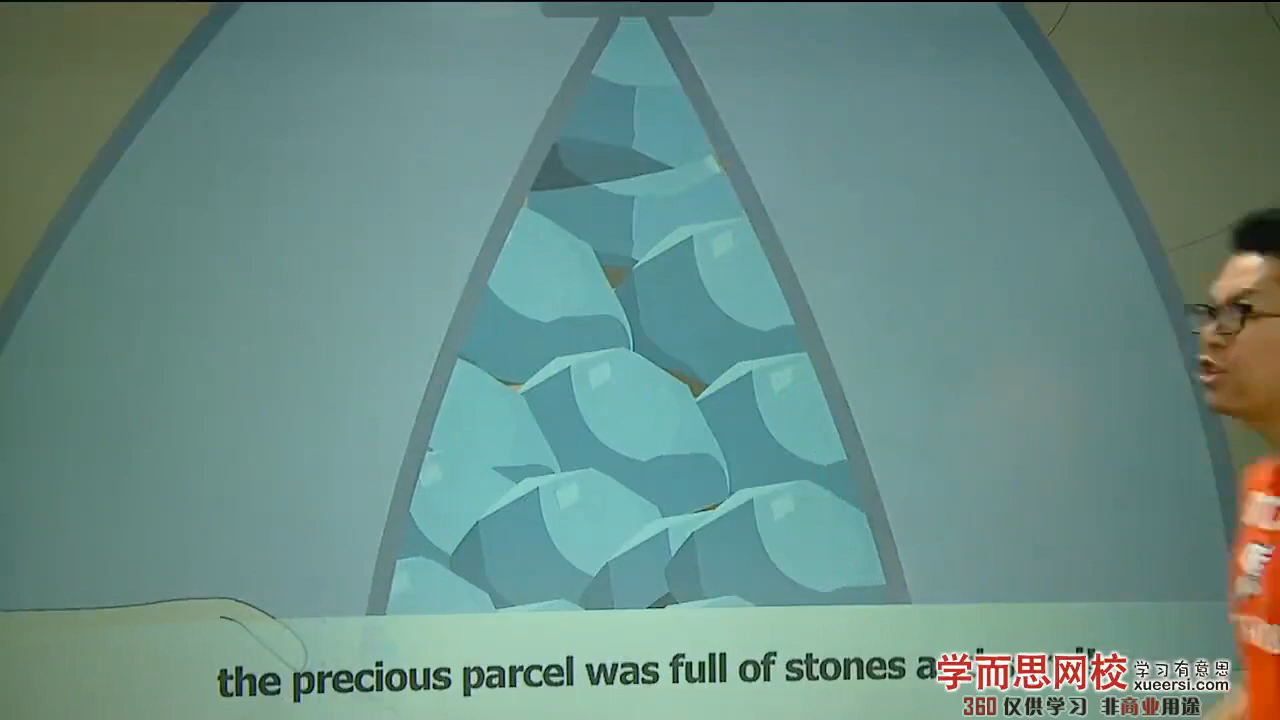 the precious parcel was full of stones
学而思网校 学习有意思
xueersi.com
360 仅供学习 非商业用途